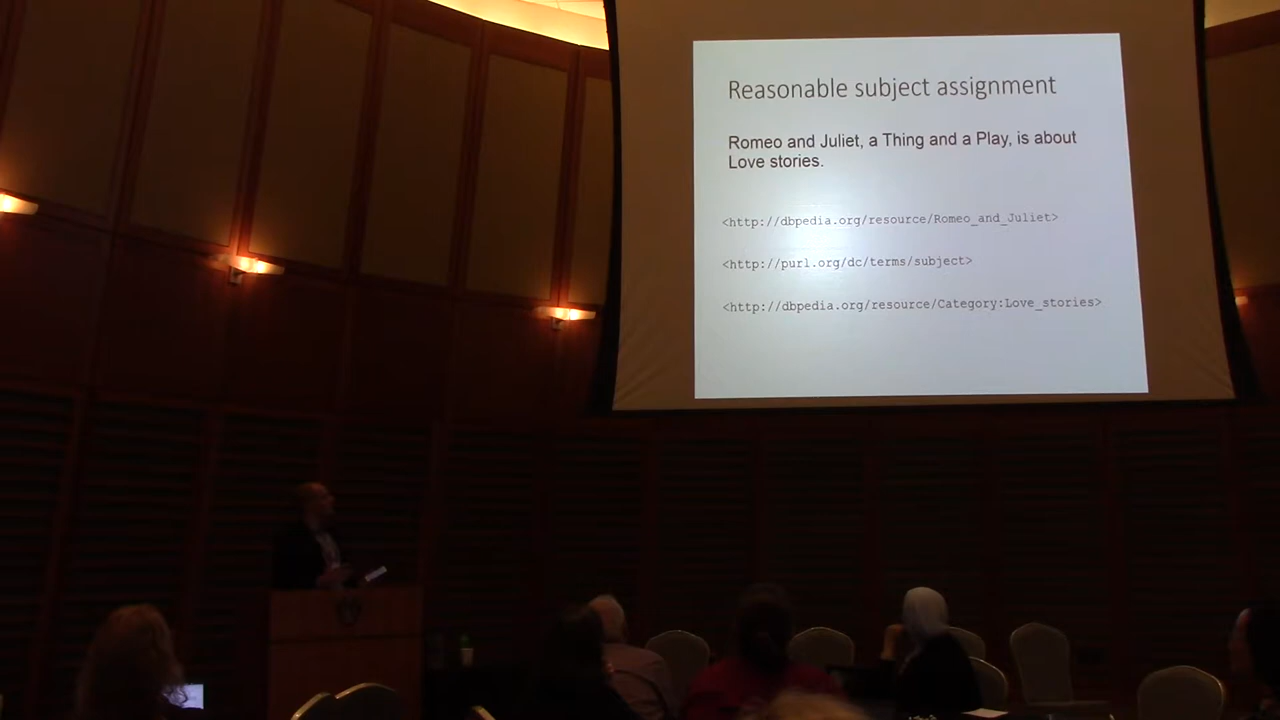 Reasonable subject assignment
Romeo and Juliet, a Thing and a Play, is about
Love stories.
<http://dbpedia.org/resource/Romeo_and_Juliet>
<http://purl.org/dc/terms/subject>
<http://dbpedia.org/resource/Category:Love_stories>